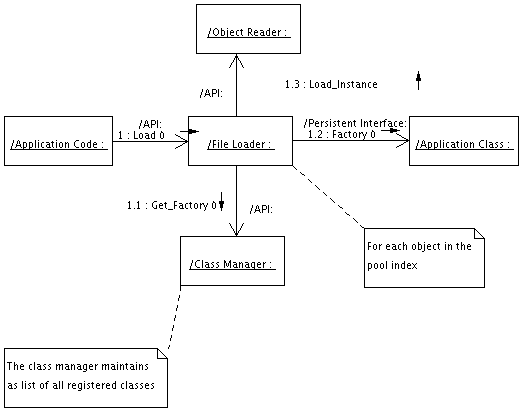 /Object Reader :
/API:
1.3 : Load_Instance
/API:
1 : Load 0
/Persistent Interface:
1.2 : Factory 0
/Application Code :
/File Loader :
/Application Class :
1.1 : Get_Factory 0
/API:
/Class Manager :
For each object in the
pool index
The class manager maintains
as list of all registered classes